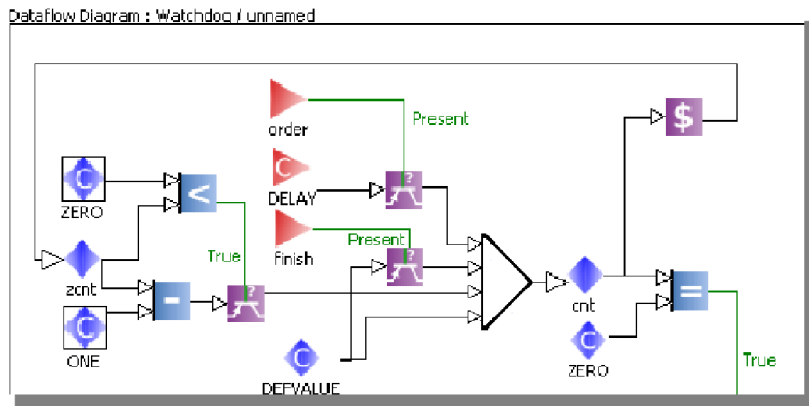 Dataflow Diagram : Watchdog / unnamed
order
Present
$
C
DELAY
?
C
ZERO
<
True
finish
Present
?
zcnt
-
?
C
ONE
C
DEFVALUE
cnt
=
C
ZERO
True